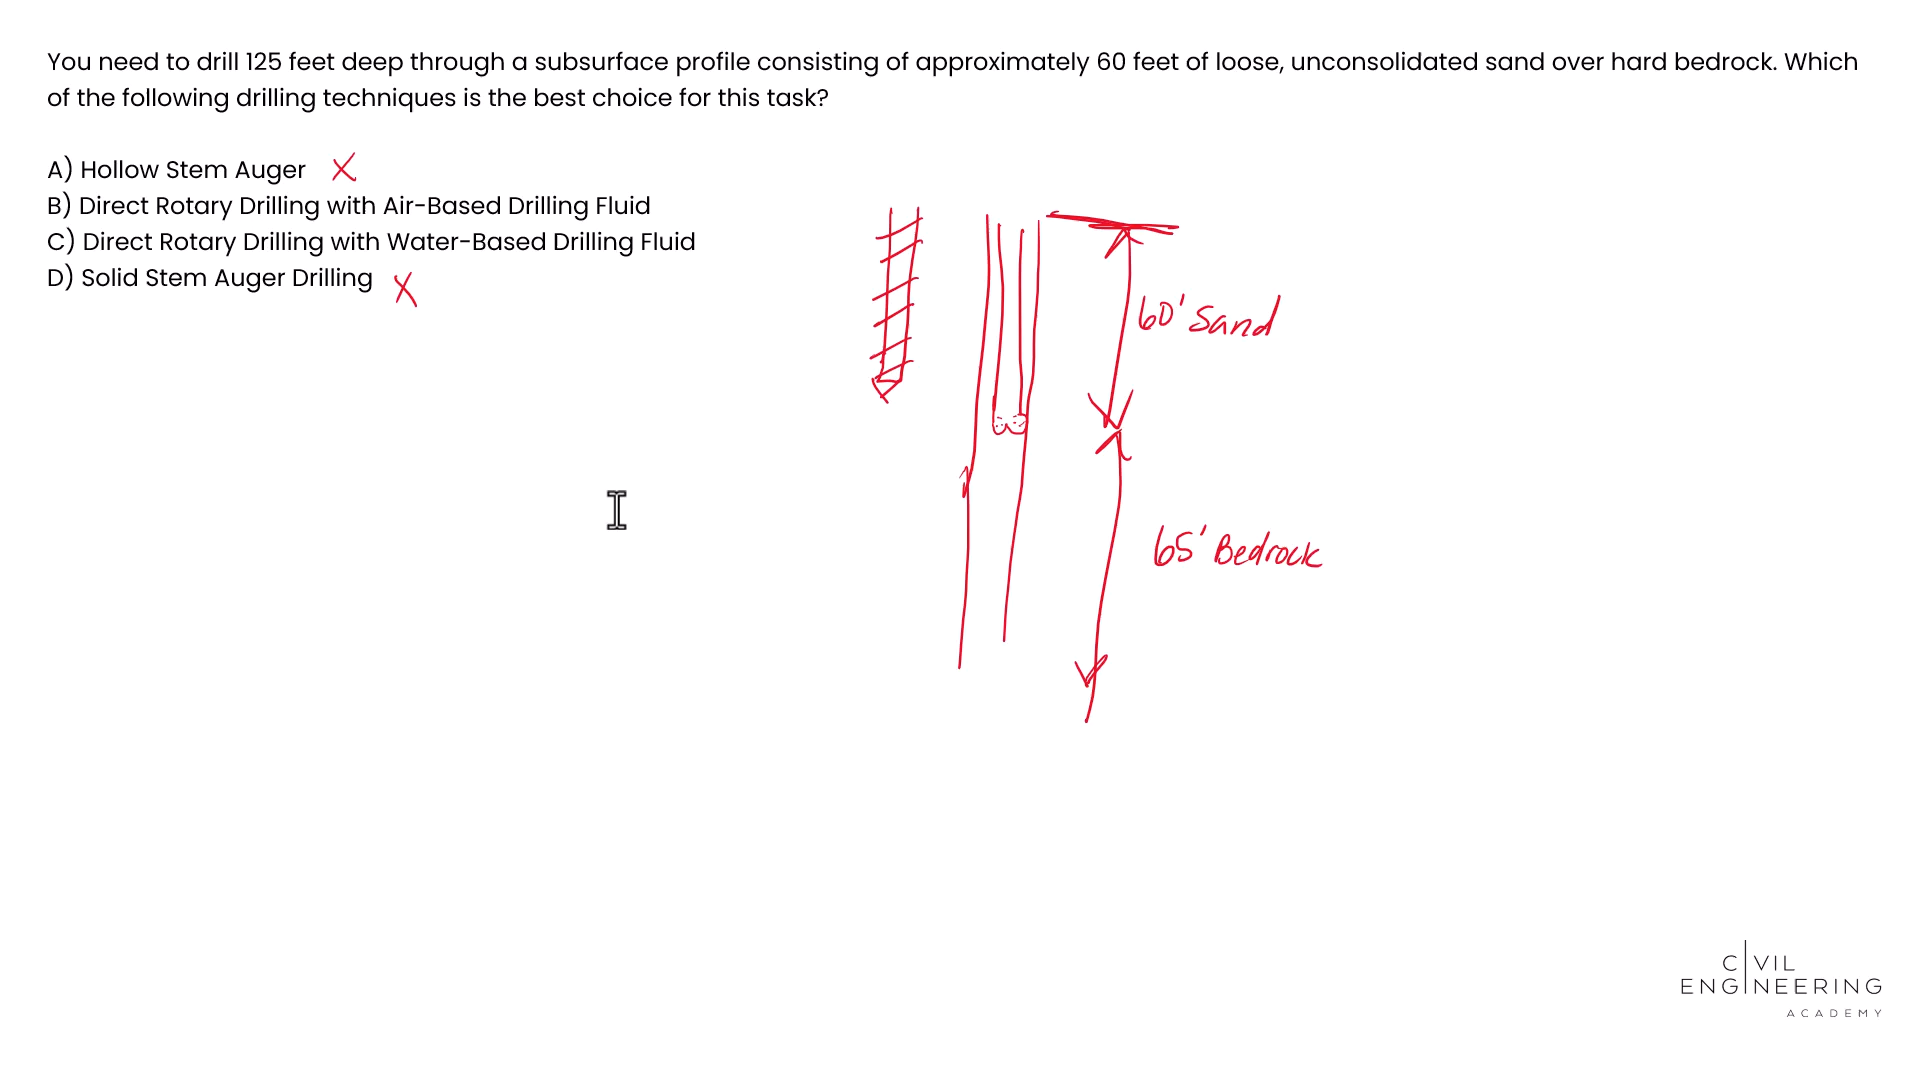 You need to drill 125 feet deep through a subsurface profile consisting of approximately 60 feet of loose, unconsolidated sand over hard bedrock. Which
of the following drilling techniques is the best choice for this task?
A) Hollow Stem Auger X
B) Direct Rotary Drilling with Air-Based Drilling Fluid
C) Direct Rotary Drilling with Water-Based Drilling Fluid
D) Solid Stem Auger Drilling X
60' Sand
65' Bedrock
CIVIL
ENGINEERING
ACADEMY